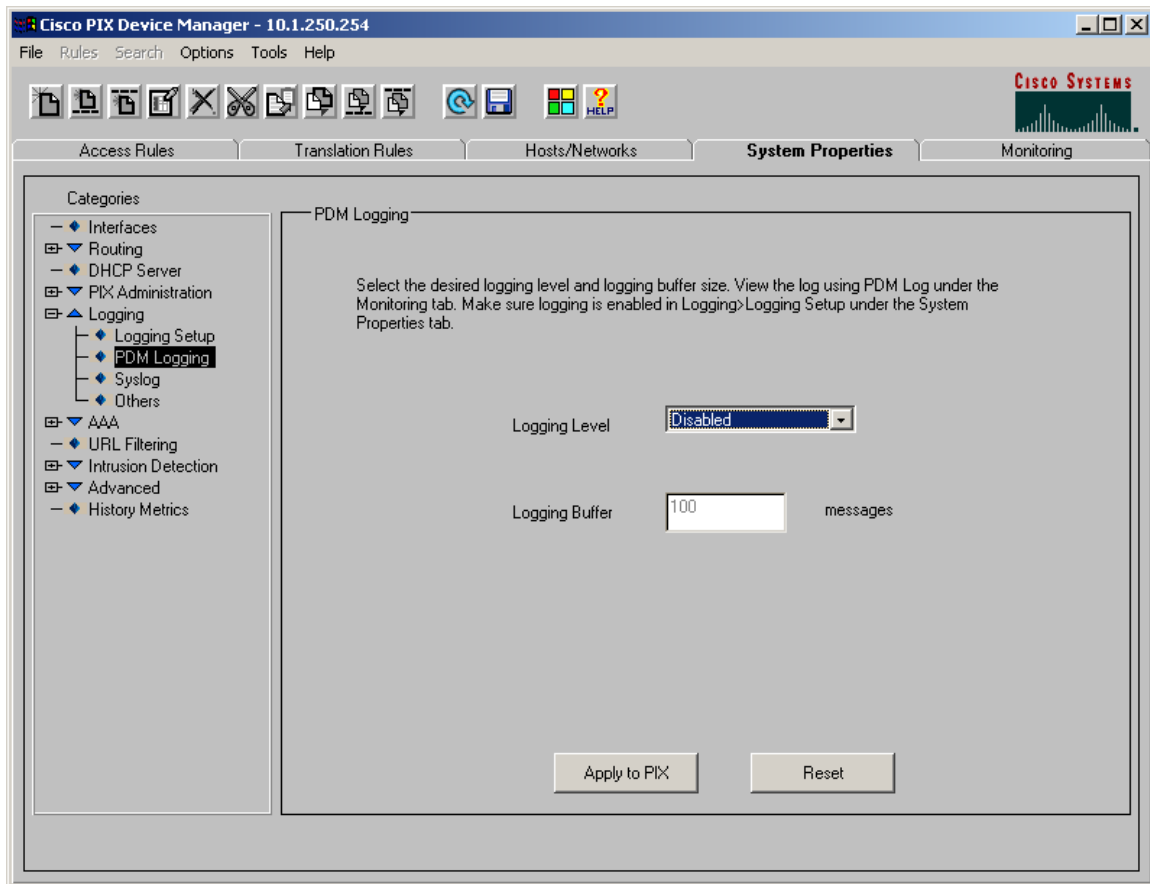 Cisco PIX Device Manager - 10.1.250.254
File Rules Search Options Tools Help
HELP
CISCO SYSTEMS
Access Rules Translation Rules Hosts/Networks System Properties Monitoring
Categories
Interfaces
Routing
DHCP Server
PIX Administration
Logging
Logging Setup
PDM Logging
Syslog
Others
AAA
URL Filtering
Intrusion Detection
Advanced
History Metrics
PDM Logging
Select the desired logging level and logging buffer size. View the log using PDM Log under the
Monitoring tab. Make sure logging is enabled in Logging>Logging Setup under the System
Properties tab.
Logging Level Disabled
Logging Buffer 100 messages
Apply to PIX Reset